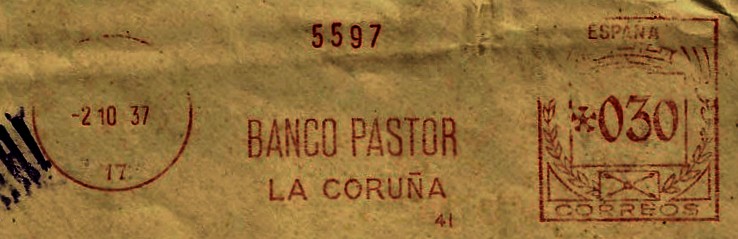 5597
ESPAÑA
-2 10 37
*030
BANCO PASTOR
17
LA CORUÑA
CORREOS
41